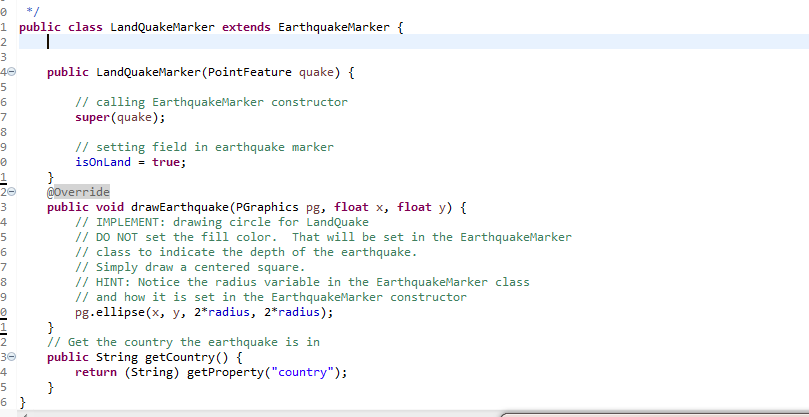 0 */
1 public class LandQuakeMarker extends EarthquakeMarker {
2
3
4 public LandQuakeMarker(PointFeature quake) {
5
6 // calling EarthquakeMarker constructor
7 super(quake);
8
9 // setting field in earthquake marker
0 isOnLand = true;
1 }
2 @Override
3 public void drawEarthquake(PGraphics pg, float x, float y) {
4 // IMPLEMENT: drawing circle for LandQuake
5 // DO NOT set the fill color.  That will be set in the EarthquakeMarker
6 // class to indicate the depth of the earthquake.
7 // Simply draw a centered square.
8 // HINT: Notice the radius variable in the EarthquakeMarker class
9 // and how it is set in the EarthquakeMarker constructor
0 pg.ellipse(x, y, 2*radius, 2*radius);
1 }
2 // Get the country the earthquake is in
3 public String getCountry() {
4 return (String) getProperty("country");
5 }
6 }